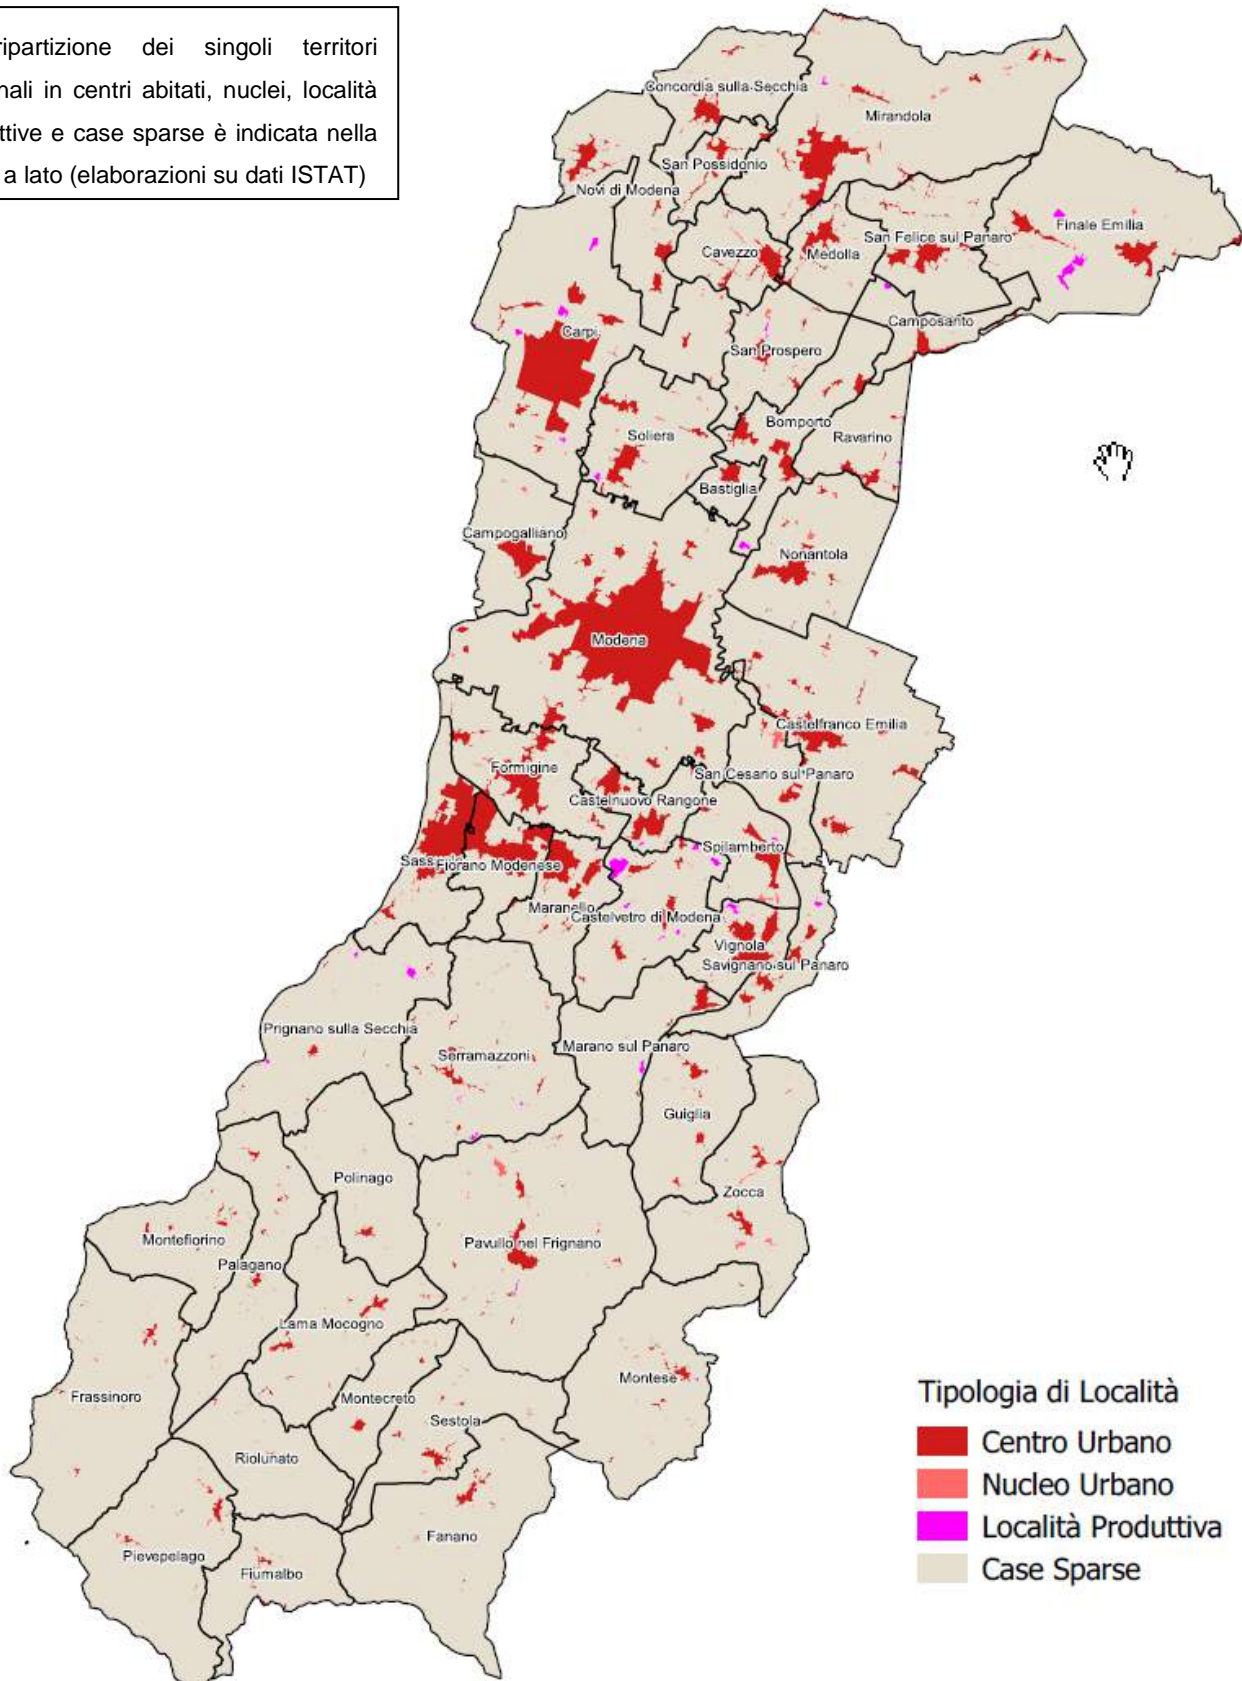 ripartizione dei singoli territori
nali in centri abitati, nuclei, località
ttive e case sparse è indicata nella
a lato (elaborazioni su dati ISTAT)
Concordia sulla Secchia
Mirandola
San Possidonio
Novi di Modena
Finale Emilia
San Felice sul Panaro
Cavezzo
Medolla
Camposanto
Carpi
San Prospero
Bomporto
Soliera
Ravarino
Bastiglia
Campogalliano
Nonantola
Modena
Castelfranco Emilia
Formigine
San Cesario sul Panaro
Castelnuovo Rangone
Spilamberto
Sass
Fiorano Modenese
Maranello
Castelvetro di Modena
Vignola
Savignano sul Panaro
Prignano sulla Secchia
Marano sul Panaro
Serramazzoni
Guiglia
Polinago
Zocca
Montefiorino
Pavullo nel Frignano
Palagano
Lama Mocogno
Montese
Frassinoro
Montecreto
Sestola
Riolunato
Fanano
Pievepelago
Fiumalbo
Tipologia di Località
Centro Urbano
Nucleo Urbano
Località Produttiva
Case Sparse